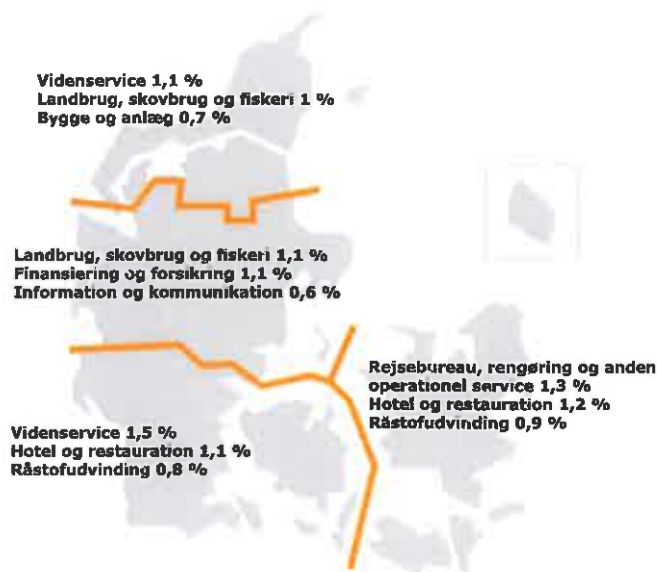 Videnservice 1,1 %
Landbrug, skovbrug og fiskeri 1 %
Bygge og anlæg 0,7 %
Landbrug, skovbrug og fiskeri 1,1 %
Finansiering og forsikring 1,1 %
Information og kommunikation 0,6 %
Rejsebureau, rengøring og anden
operationel service 1,3 %
Hotel og restauration 1,2 %
Råstofudvinding 0,9 %
Videnservice 1,5 %
Hotel og restauration 1,1 %
Råstofudvinding 0,8 %